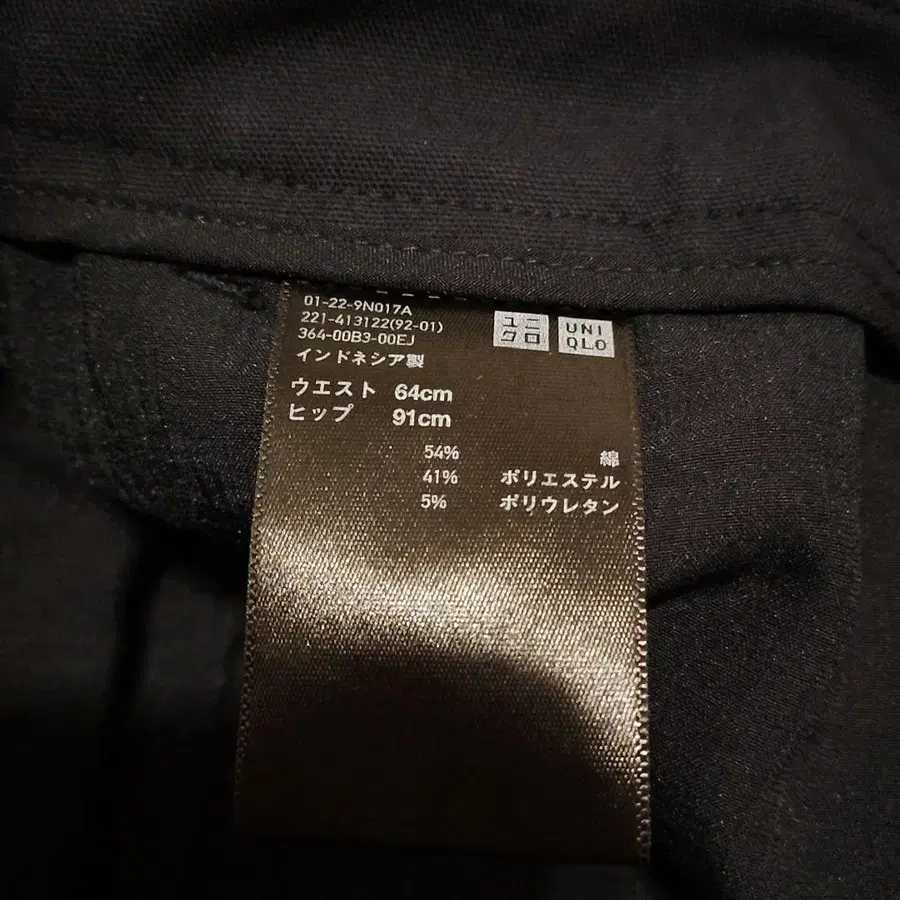 01-22-9N017A
221-413122(92-01)
364-00B3-00EJ
インドネシア製
ユニ
クロ
UNI
QLO
ウエスト 64cm
ヒップ 91cm
54% 綿
41% ポリエステル
5% ポリウレタン